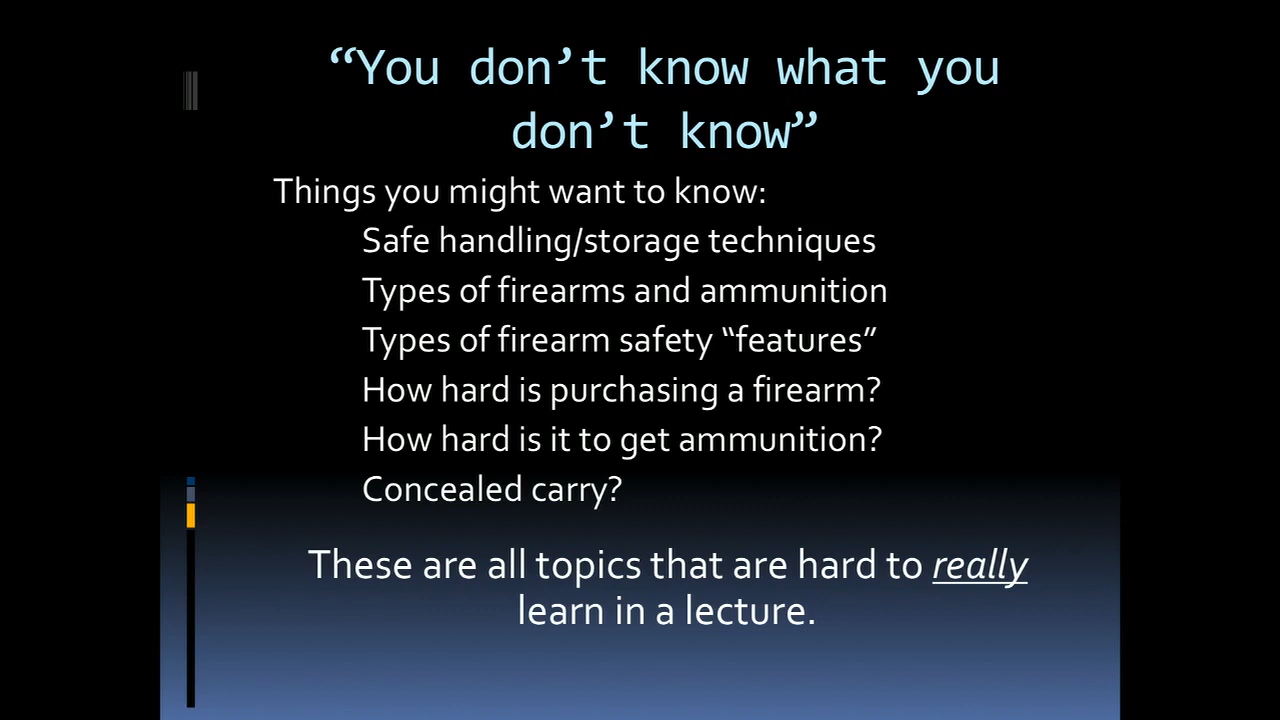 “You don’t know what you
don’t know”
Things you might want to know:
Safe handling/storage techniques
Types of firearms and ammunition
Types of firearm safety “features”
How hard is purchasing a firearm?
How hard is it to get ammunition?
Concealed carry?
These are all topics that are hard to really
learn in a lecture.